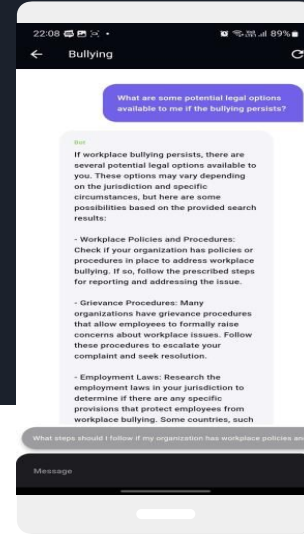 22:08
89%
Bullying
What are some potential legal options
available to me if the bullying persists?
Bot
If workplace bullying persists, there are
several potential legal options available to
you. These options may vary depending
on the jurisdiction and specific
circumstances, but here are some
possibilities based on the provided search
results:
- Workplace Policies and Procedures:
Check if your organization has policies or
procedures in place to address workplace
bullying. If so, follow the prescribed steps
for reporting and addressing the issue.
- Grievance Procedures: Many
organizations have grievance procedures
that allow employees to formally raise
concerns about workplace issues. Follow
these procedures to escalate your
complaint and seek resolution.
- Employment Laws: Research the
employment laws in your jurisdiction to
determine if there are any specific
provisions that protect employees from
workplace bullying. Some countries, such
What steps should I follow if my organization has workplace policies an
Message